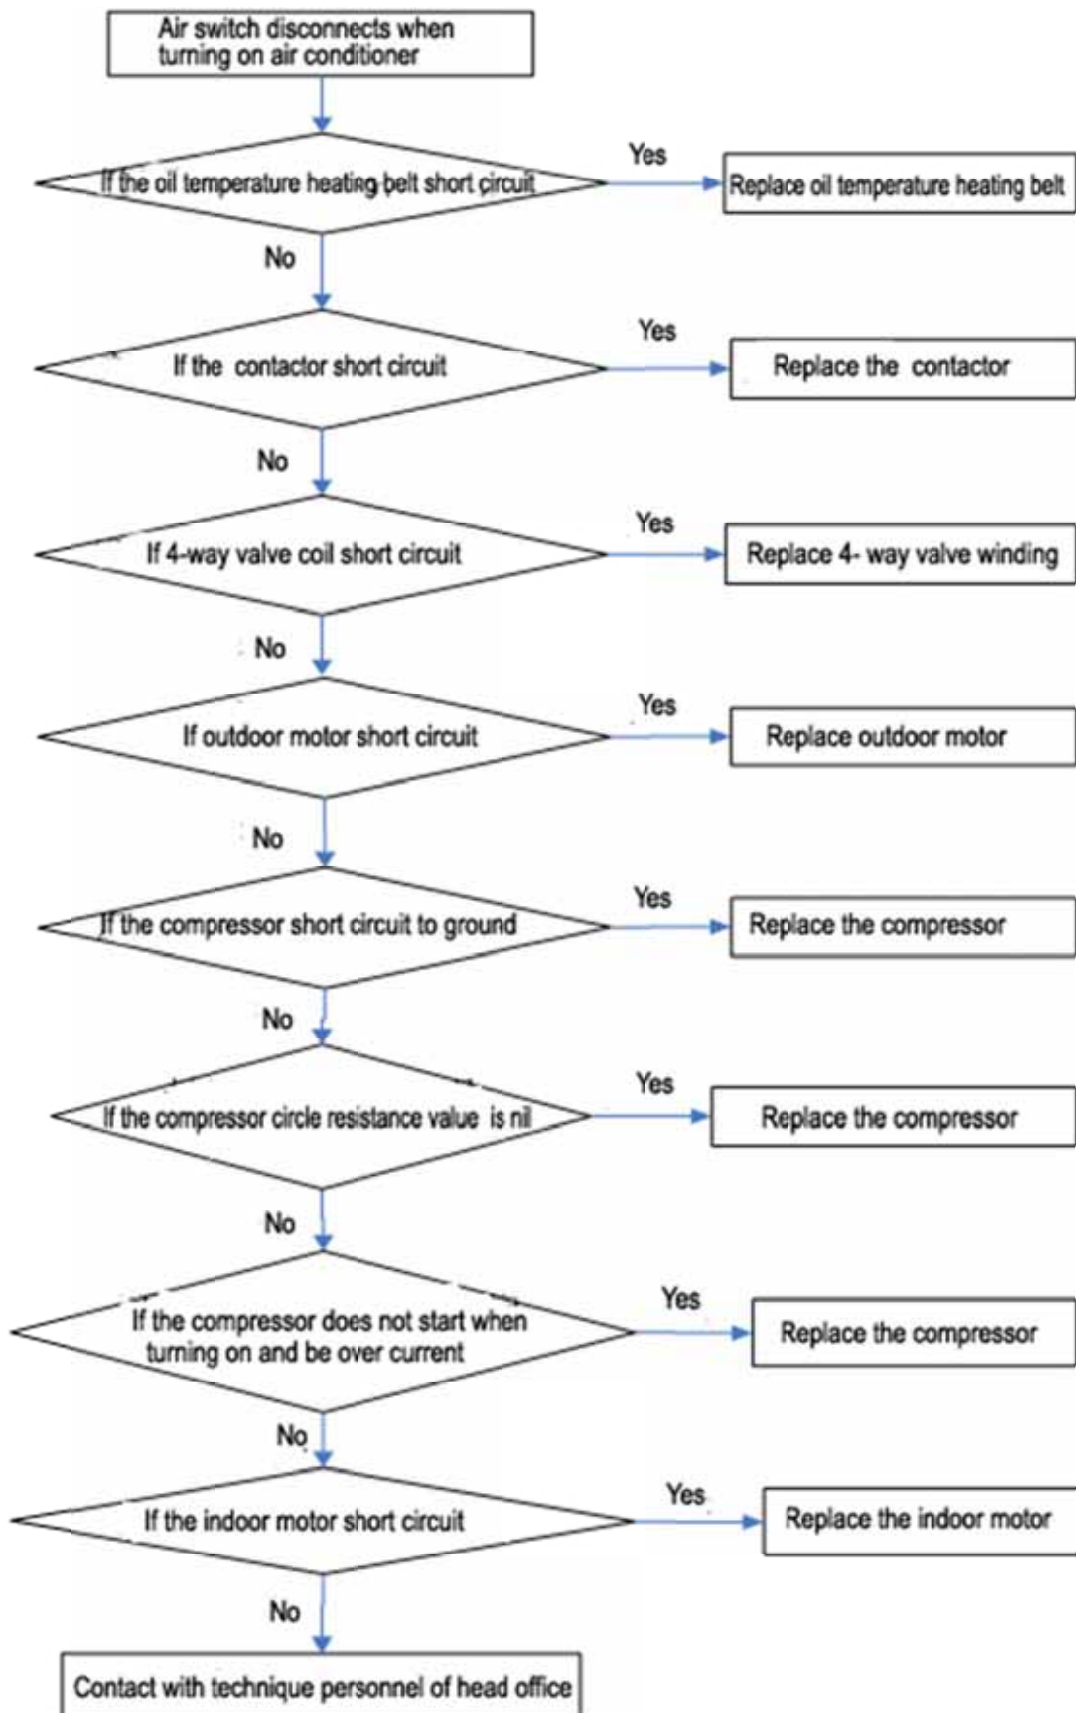 Air switch disconnects when
turning on air conditioner
If the oil temperature heating belt short circuit
Yes
Replace oil temperature heating belt
No
If the contactor short circuit
Yes
Replace the contactor
No
If 4-way valve coil short circuit
Yes
Replace 4- way valve winding
No
If outdoor motor short circuit
Yes
Replace outdoor motor
No
If the compressor short circuit to ground
Yes
Replace the compressor
No
If the compressor circle resistance value is nil
Yes
Replace the compressor
No
If the compressor does not start when
turning on and be over current
Yes
Replace the compressor
No
If the indoor motor short circuit
Yes
Replace the indoor motor
No
Contact with technique personnel of head office